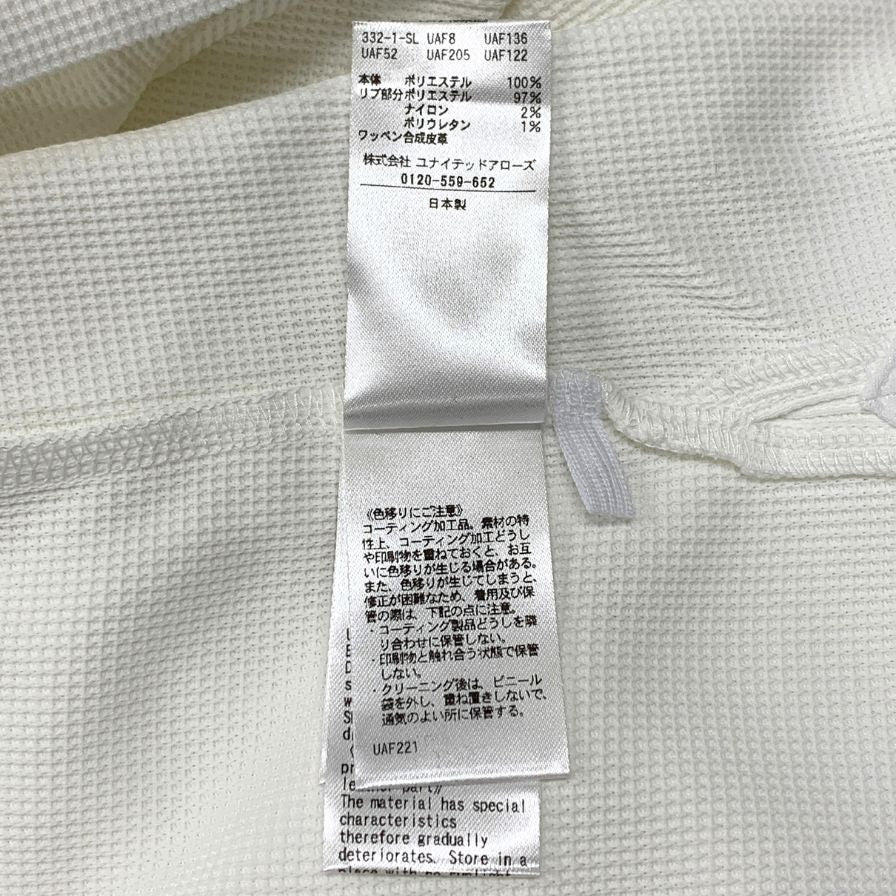 332-1-SL UAF8 UAF136
UAF52 UAF205 UAF122
本体 ポリエステル 100%
リブ部分 ポリエステル 97%
ナイロン 2%
ポリウレタン 1%
ワッペン 合成皮革
株式会社 ユナイテッドアローズ
0120-559-652
日本製
《色移りにご注意》
コーティング加工品。素材の特
性上、コーティング加工どうし
や印刷物を重ねておくと、お互
いに色移りが生じる場合がある。
また、色移りが生じてしまうと、
修正が困難なため、着用及び保
管の際は、下記の点に注意。
・コーティング製品どうしを隣
り合わせに保管しない。
・印刷物と触れ合う状態で保管
しない。
・クリーニング後は、ビニール
袋を外し、重ね置きしないで、
通気のよい所に保管する。
UAF221
part》
The material has special
characteristics
therefore gradually
deteriorates. Store in a